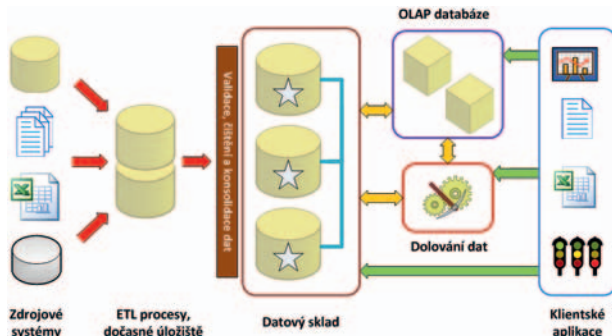 OLAP databáze
Validace, čištění a konsolidace dat
Dolování dat
Zdrojové
systémy
ETL procesy,
dočasné úložiště
Datový sklad
Klientské
aplikace